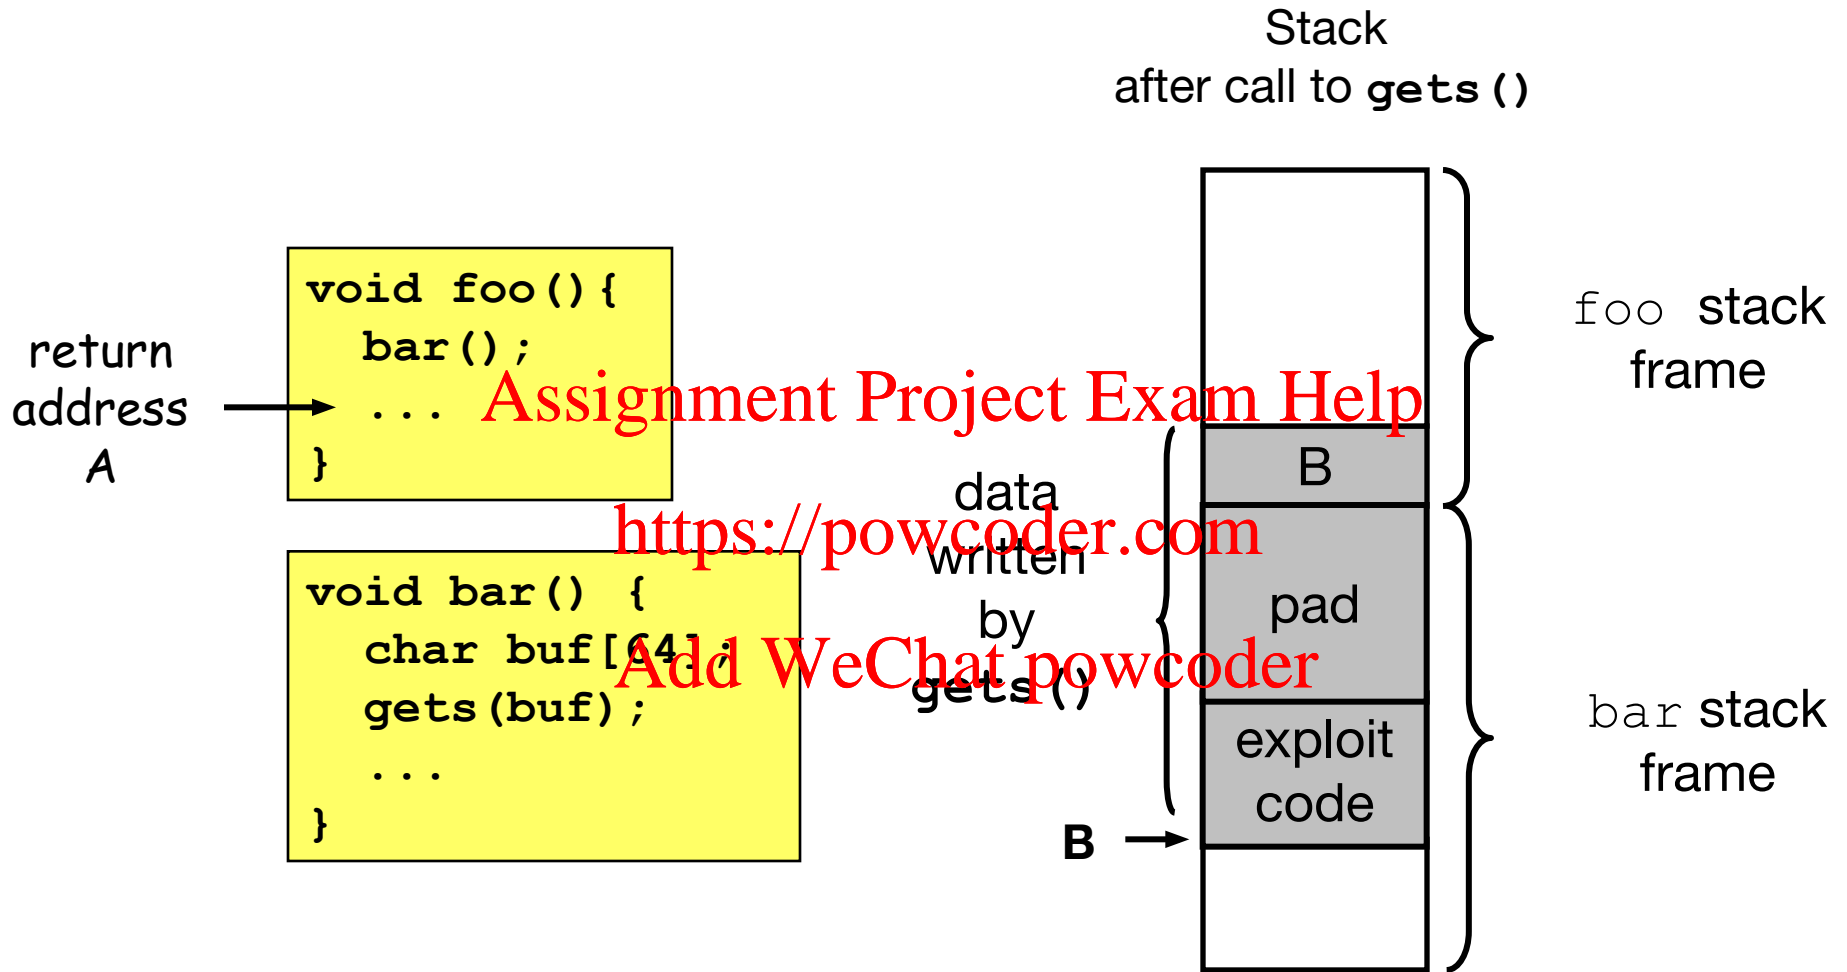 Stack
after call to gets()
void foo(){
bar();
...
}
return
address
A
void bar() {
char buf[64];
gets(buf);
...
}
data
written
by
gets()
B
pad
exploit
code
B
foo stack
frame
bar stack
frame
Assignment Project Exam Help
https://powcoder.com
Add WeChat powcoder